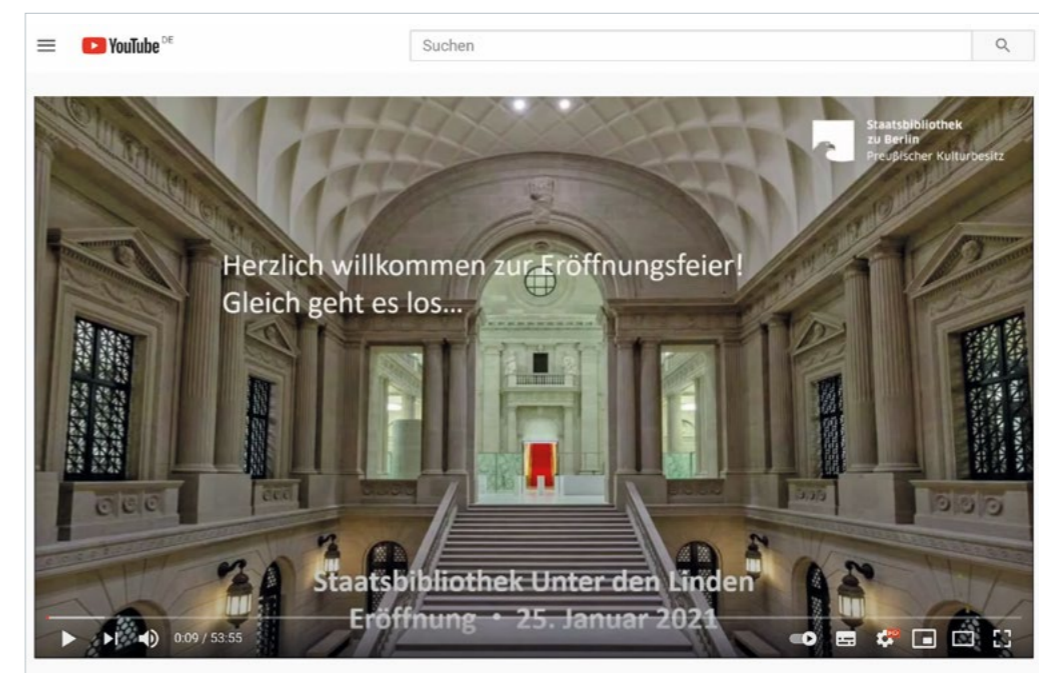 YouTube DE
Suchen
Staatsbibliothek
zu Berlin
Preußischer Kulturbesitz
Herzlich willkommen zur Eröffnungsfeier!
Gleich geht es los...
Staatsbibliothek Unter den Linden
Eröffnung • 25. Januar 2021
0:09 / 53:55
HD